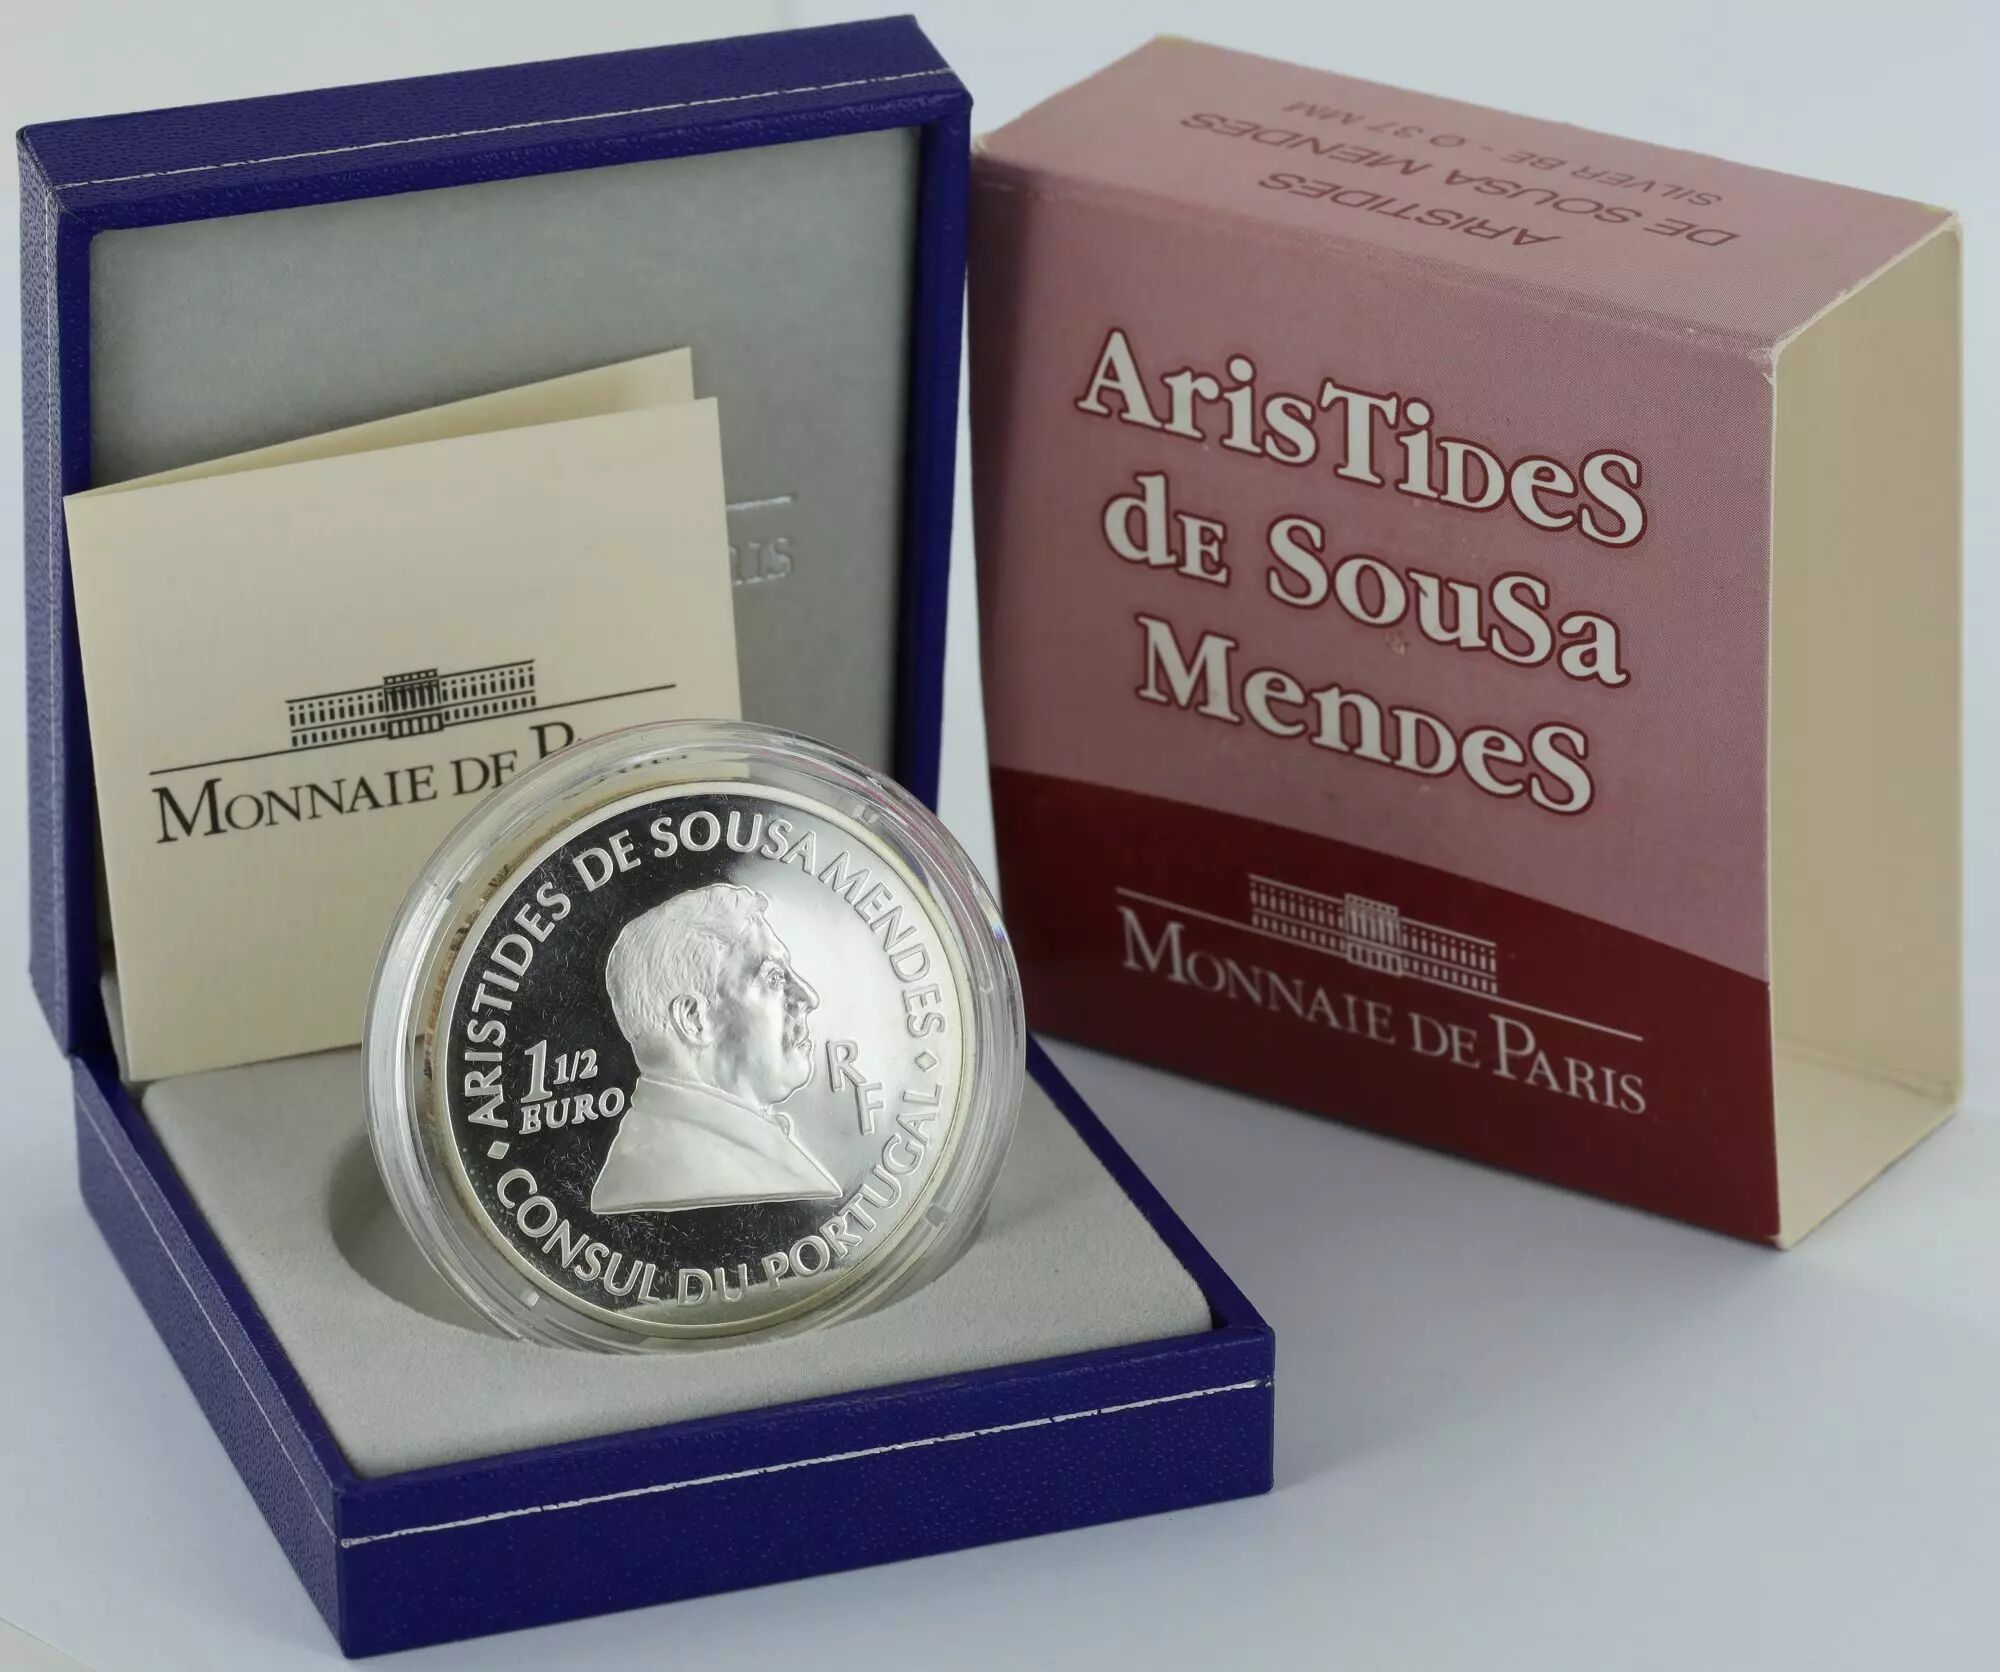 ARISTIDES
DE SOUSA MENDES
SILVER BE - Ø 37 MM
ArisTiDeS
dE SouSa
MenDeS
MONNAIE DE PARIS
MONNAIE DE
• ARISTIDES DE SOUSA MENDES •
CONSUL DU PORTUGAL
1 1/2
EURO
RF